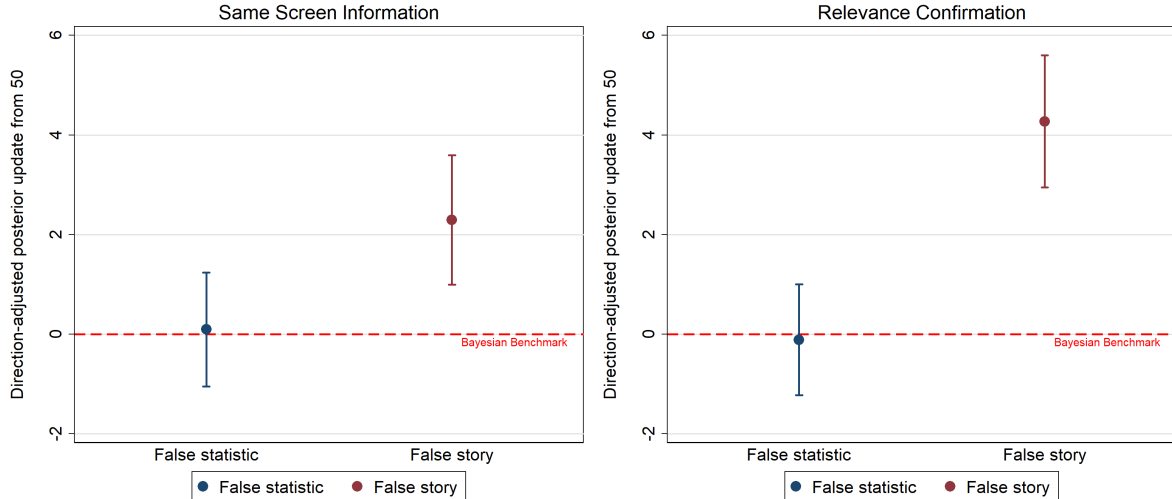 Same Screen Information
Direction-adjusted posterior update from 50
6
4
2
0
-2
Bayesian Benchmark
False statistic
False story
False statistic
False story
Relevance Confirmation
Direction-adjusted posterior update from 50
6
4
2
0
-2
Bayesian Benchmark
False statistic
False story
False statistic
False story